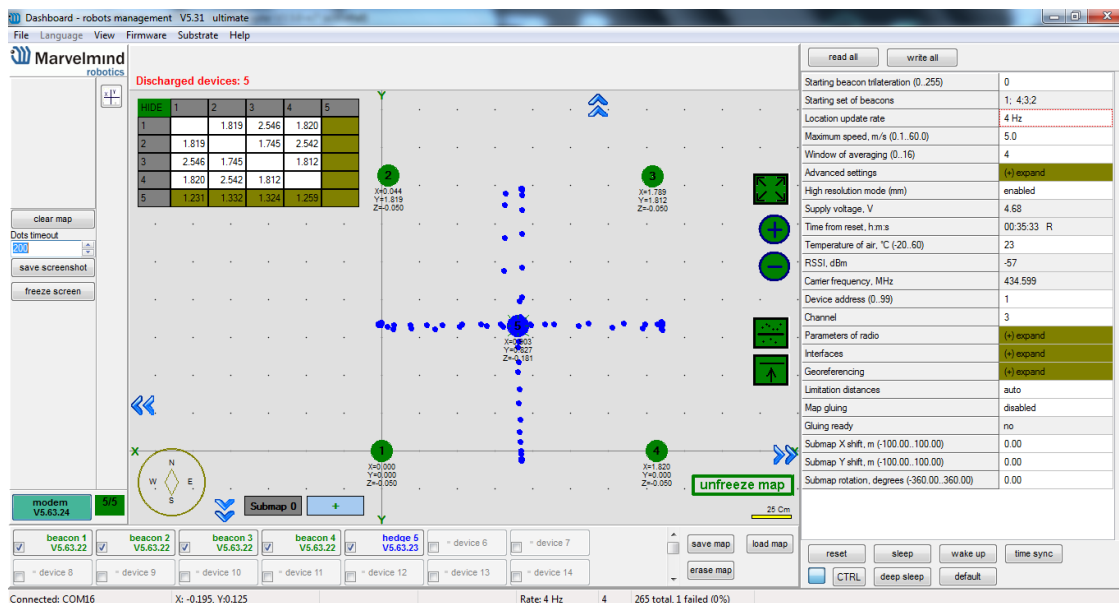 Dashboard - robots management V5.31 ultimate
File Language View Firmware Substrate Help
Marvelmind
robotics
Discharged devices: 5
HIDE 1 2 3 4 5
1 1.819 2.546 1.820
2 1.819 1.745 2.542
3 2.546 1.745 1.812
4 1.820 2.542 1.812
5 1.231 1.332 1.324 1.259
Y
2
X=0.044
Y=1.819
Z=-0.050
3
X=1.789
Y=1.812
Z=-0.050
5
Z=-0.181
X
1
X=0.000
Y=0.000
Z=-0.050
4
X=1.820
Y=0.000
Z=-0.050
Y
N
W E
S
Submap 0 +
unfreeze map
25 Cm
clear map
Dots timeout
200
save screenshot
freeze screen
modem
V5.63.24
5/5
beacon 1
V5.63.22
beacon 2
V5.63.22
beacon 3
V5.63.22
beacon 4
V5.63.22
hedge 5
V5.63.23
device 6
device 7
device 8
device 9
device 10
device 11
device 12
device 13
device 14
save map
load map
erase map
read all
write all
Starting beacon trilateration (0..255) 0
Starting set of beacons 1; 4;3;2
Location update rate 4 Hz
Maximum speed, m/s (0.1..60.0) 5.0
Window of averaging (0..16) 4
Advanced settings (+) expand
High resolution mode (mm) enabled
Supply voltage, V 4.68
Time from reset, h:m:s 00:35:33 R
Temperature of air, °C (-20..60) 23
RSSI, dBm -57
Carrier frequency, MHz 434.599
Device address (0..99) 1
Channel 3
Parameters of radio (+) expand
Interfaces (+) expand
Georeferencing (+) expand
Limitation distances auto
Map gluing disabled
Gluing ready no
Submap X shift, m (-100.00..100.00) 0.00
Submap Y shift, m (-100.00..100.00) 0.00
Submap rotation, degrees (-360.00..360.00) 0.00
reset sleep wake up time sync
CTRL deep sleep default
Connected: COM16 X: -0.195, Y:0.125 Rate: 4 Hz 4 265 total, 1 failed (0%)